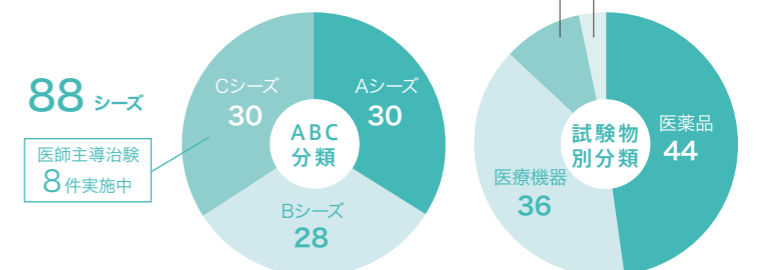 88 シーズ
医師主導治験
8件実施中
Cシーズ
30
Aシーズ
30
ABC
分類
Bシーズ
28
医薬品
44
試験物
別分類
医療機器
36